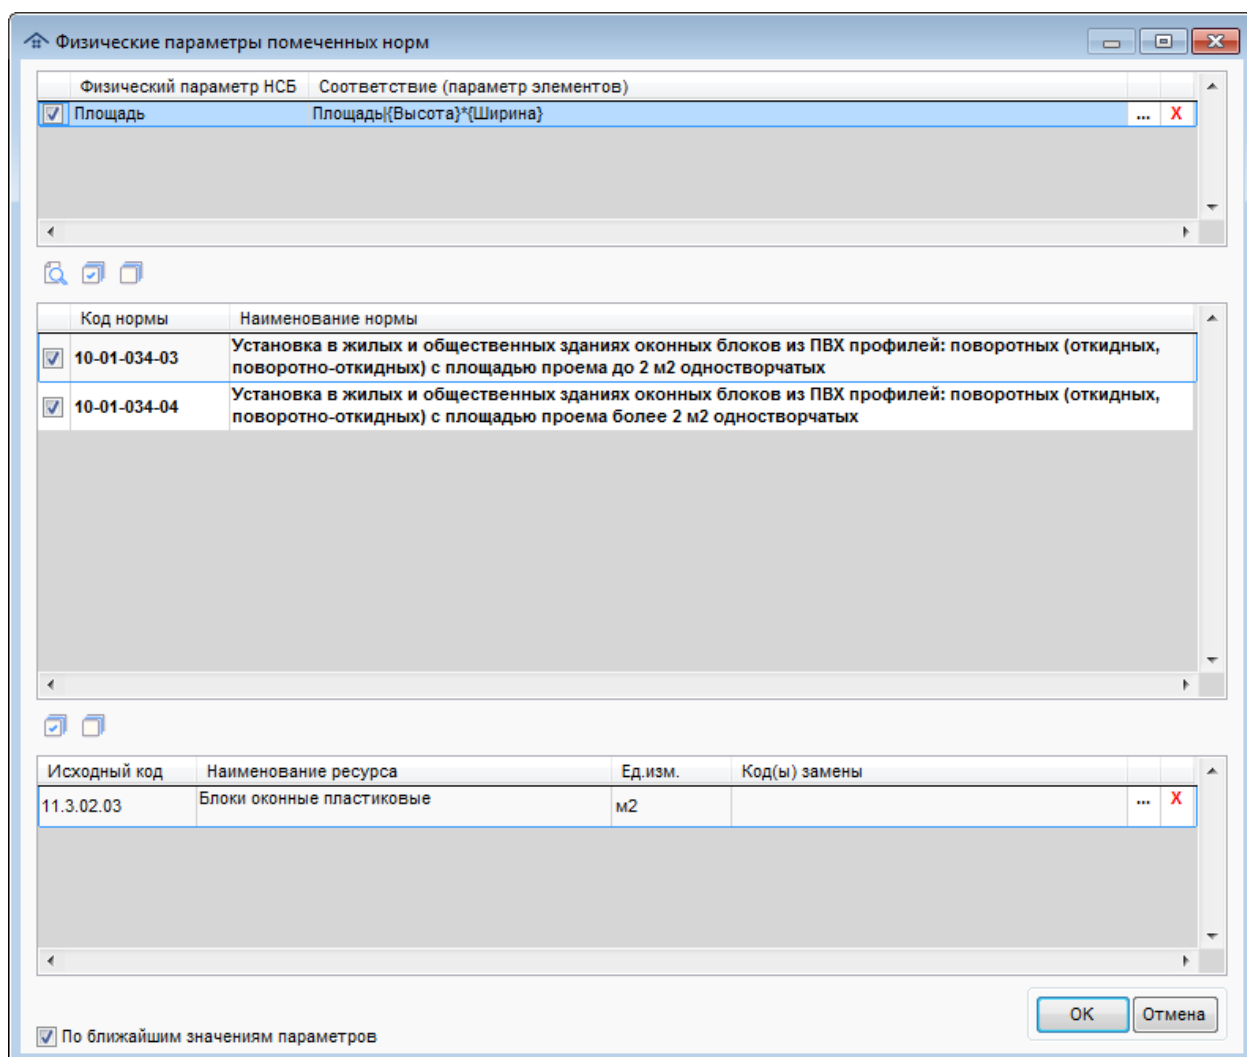 Физические параметры помеченных норм
Физический параметр НСБ Соответствие (параметр элементов)
Площадь Площадь|{Высота}*{Ширина} ... X
Код нормы Наименование нормы
10-01-034-03 Установка в жилых и общественных зданиях оконных блоков из ПВХ профилей: поворотных (откидных,
поворотно-откидных) с площадью проема до 2 м2 одностворчатых
10-01-034-04 Установка в жилых и общественных зданиях оконных блоков из ПВХ профилей: поворотных (откидных,
поворотно-откидных) с площадью проема более 2 м2 одностворчатых
Исходный код Наименование ресурса Ед.изм. Код(ы) замены
11.3.02.03 Блоки оконные пластиковые м2 ... X
OK Отмена
По ближайшим значениям параметров